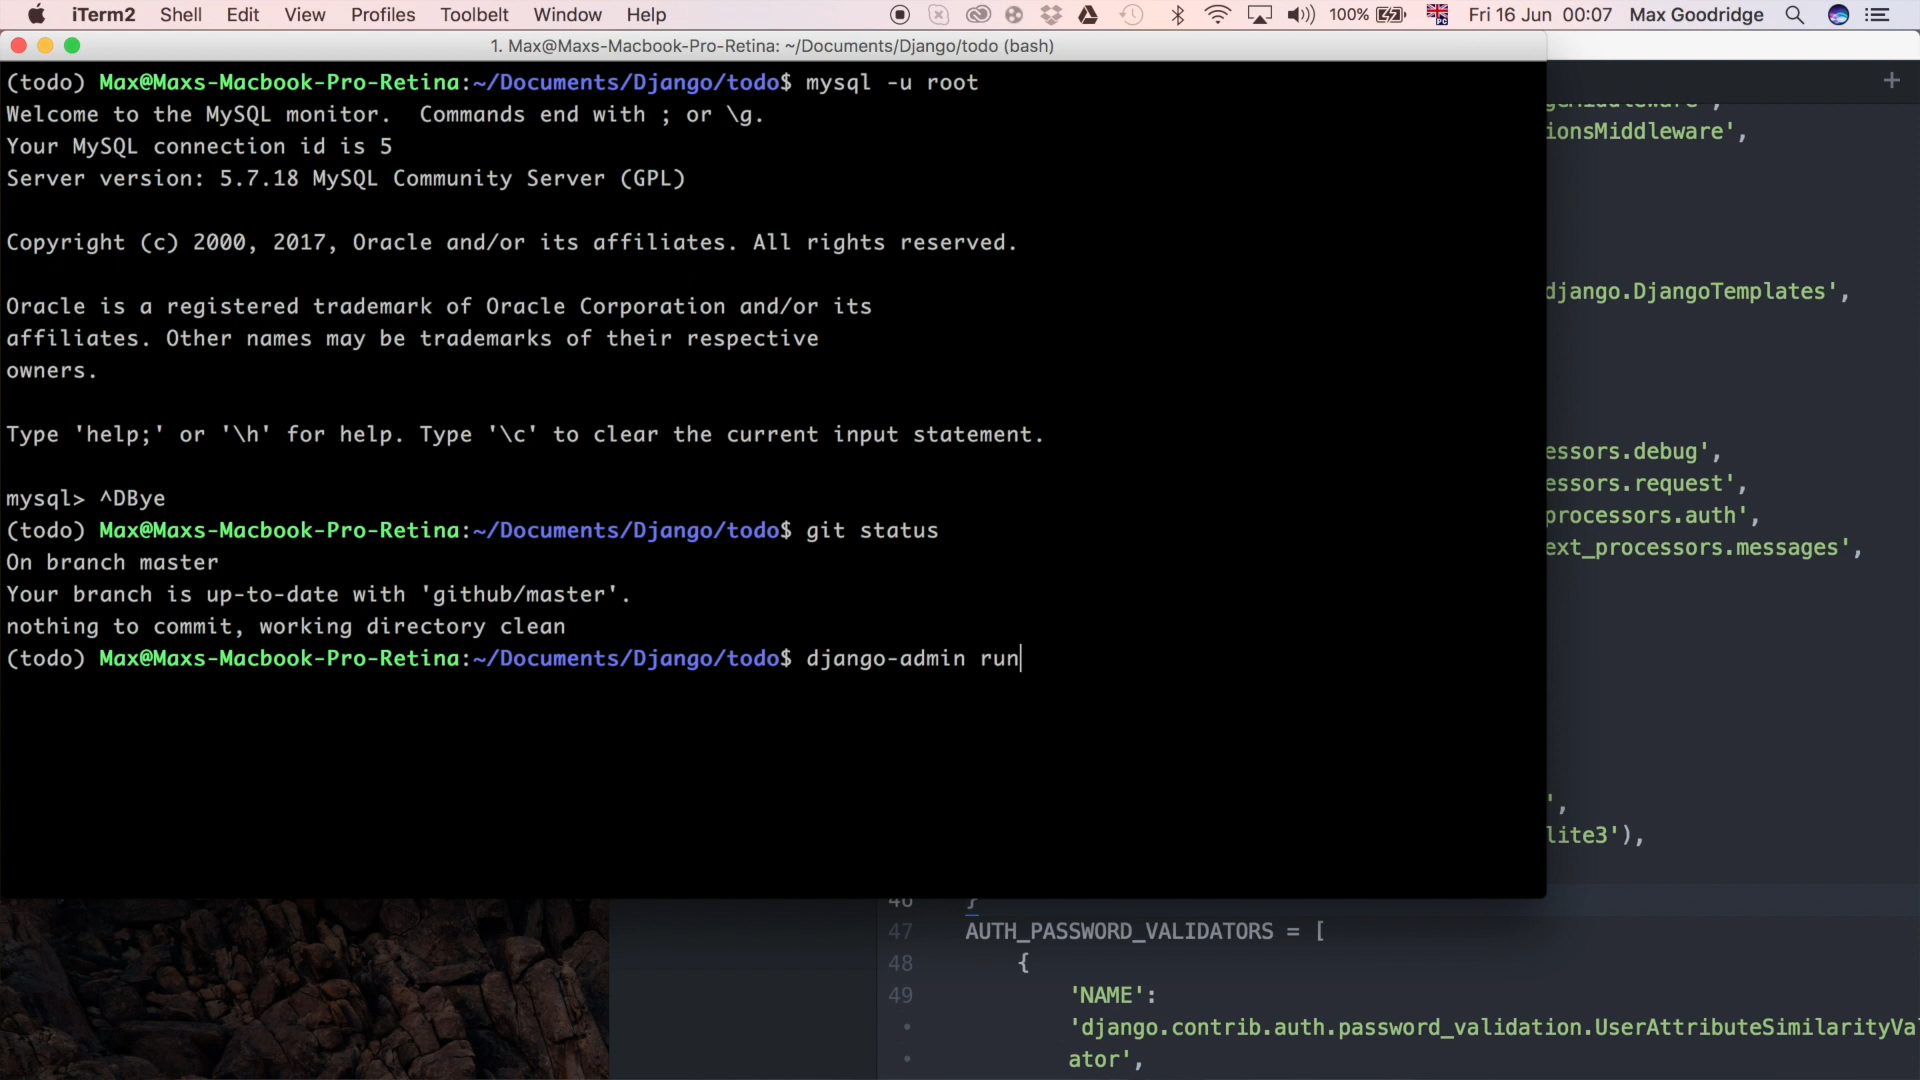 iTerm2 Shell Edit View Profiles Toolbelt Window Help 100% Fri 16 Jun 00:07 Max Goodridge
1. Max@Maxs-Macbook-Pro-Retina: ~/Documents/Django/todo (bash)
(todo) Max@Maxs-Macbook-Pro-Retina:~/Documents/Django/todo$ mysql -u root
Welcome to the MySQL monitor.  Commands end with ; or \g.
ionsMiddleware',
Your MySQL connection id is 5
Server version: 5.7.18 MySQL Community Server (GPL)
Copyright (c) 2000, 2017, Oracle and/or its affiliates. All rights reserved.
django.DjangoTemplates',
Oracle is a registered trademark of Oracle Corporation and/or its
affiliates. Other names may be trademarks of their respective
owners.
Type 'help;' or '\h' for help. Type '\c' to clear the current input statement.
essors.debug',
essors.request',
mysql> ^DBye
processors.auth',
(todo) Max@Maxs-Macbook-Pro-Retina:~/Documents/Django/todo$ git status
ext_processors.messages',
On branch master
Your branch is up-to-date with 'github/master'.
nothing to commit, working directory clean
(todo) Max@Maxs-Macbook-Pro-Retina:~/Documents/Django/todo$ django-admin run
',
lite3'),
46 }
47 AUTH_PASSWORD_VALIDATORS = [
48 {
49 'NAME':
'django.contrib.auth.password_validation.UserAttributeSimilarityVa
ator',